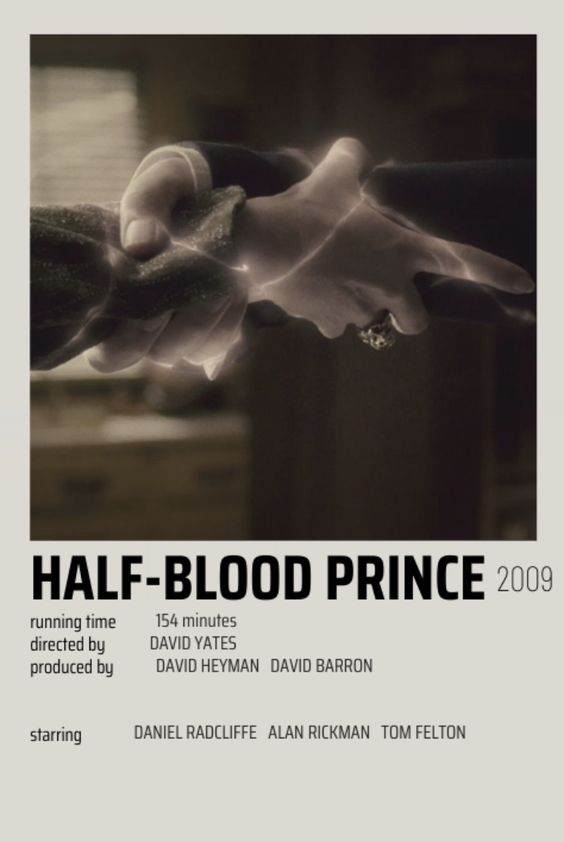 HALF-BLOOD PRINCE 2009
running time 154 minutes
directed by DAVID YATES
produced by DAVID HEYMAN DAVID BARRON
starring DANIEL RADCLIFFE ALAN RICKMAN TOM FELTON